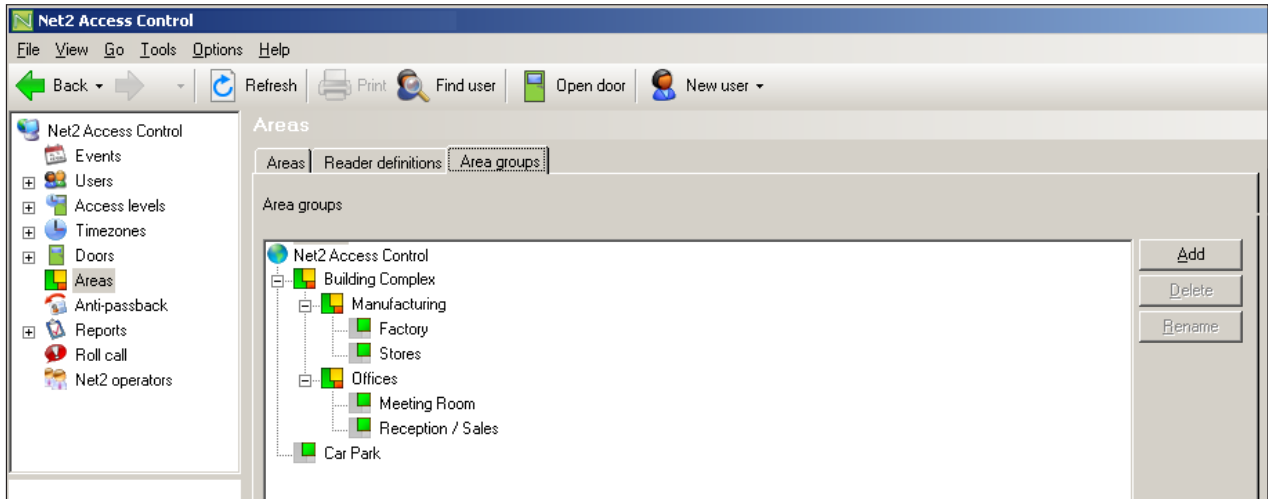 Net2 Access Control
File View Go Tools Options Help
Back Refresh Print Find user Open door New user
Net2 Access Control
Events
Users
Access levels
Timezones
Doors
Areas
Anti-passback
Reports
Roll call
Net2 operators
Areas
Areas Reader definitions Area groups
Area groups
Net2 Access Control
Building Complex
Manufacturing
Factory
Stores
Offices
Meeting Room
Reception / Sales
Car Park
Add
Delete
Rename